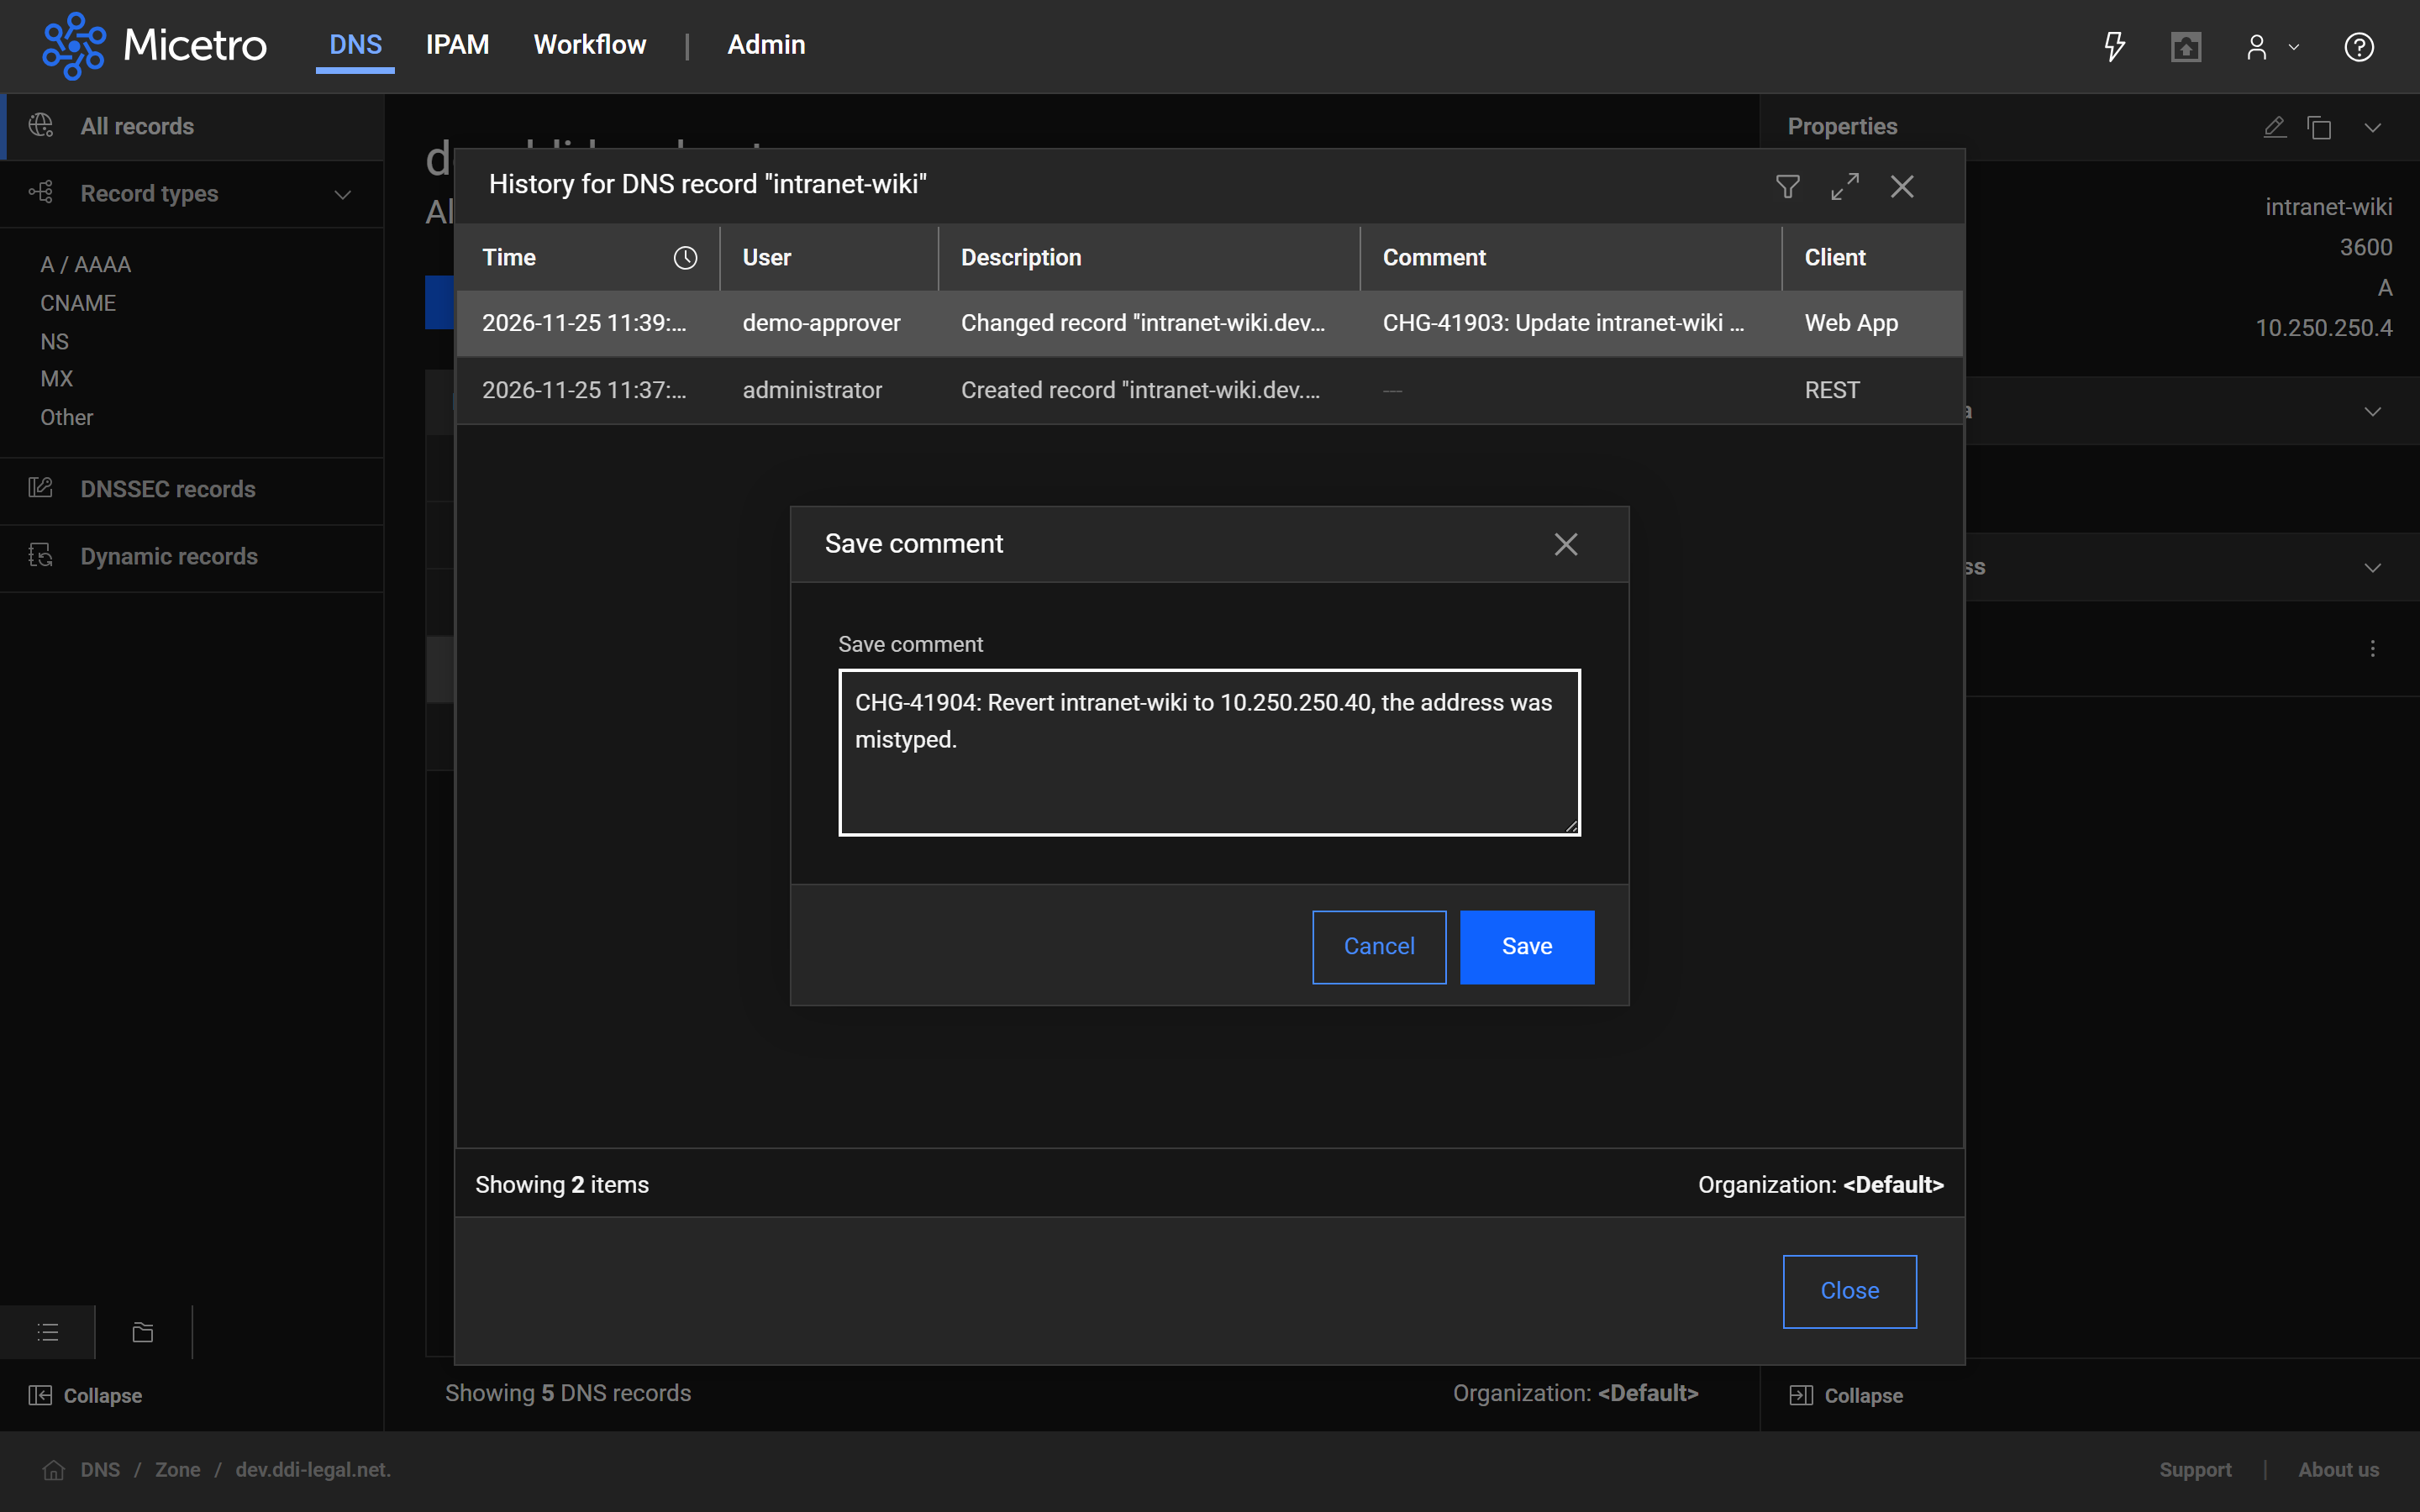 Micetro
DNS
IPAM
Workflow
|
Admin
All records
Record types
A / AAAA
CNAME
NS
MX
Other
DNSSEC records
Dynamic records
Collapse
Properties
intranet-wiki
3600
A
10.250.250.4
History for DNS record "intranet-wiki"
Time User Description Comment Client
2026-11-25 11:39:... demo-approver Changed record "intranet-wiki.dev... CHG-41903: Update intranet-wiki ... Web App
2026-11-25 11:37:... administrator Created record "intranet-wiki.dev.... — REST
Save comment
Save comment
CHG-41904: Revert intranet-wiki to 10.250.250.40, the address was
mistyped.
Cancel
Save
Showing 2 items
Organization: <Default>
Close
Showing 5 DNS records
Organization: <Default>
Collapse
DNS / Zone / dev.ddi-legal.net.
Support | About us